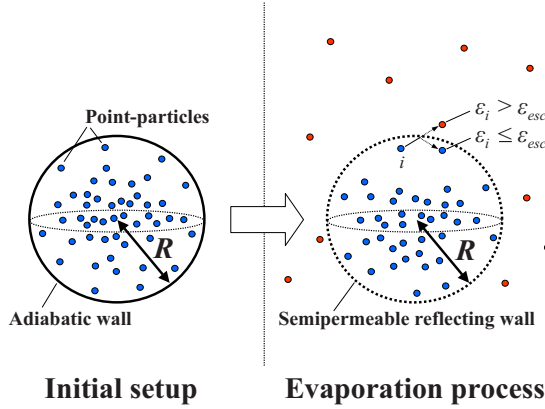 Point-particles
R
Adiabatic wall
Initial setup
ε_i > ε_esc
ε_i ≤ ε_esc
i
R
Semipermeable reflecting wall
Evaporation process